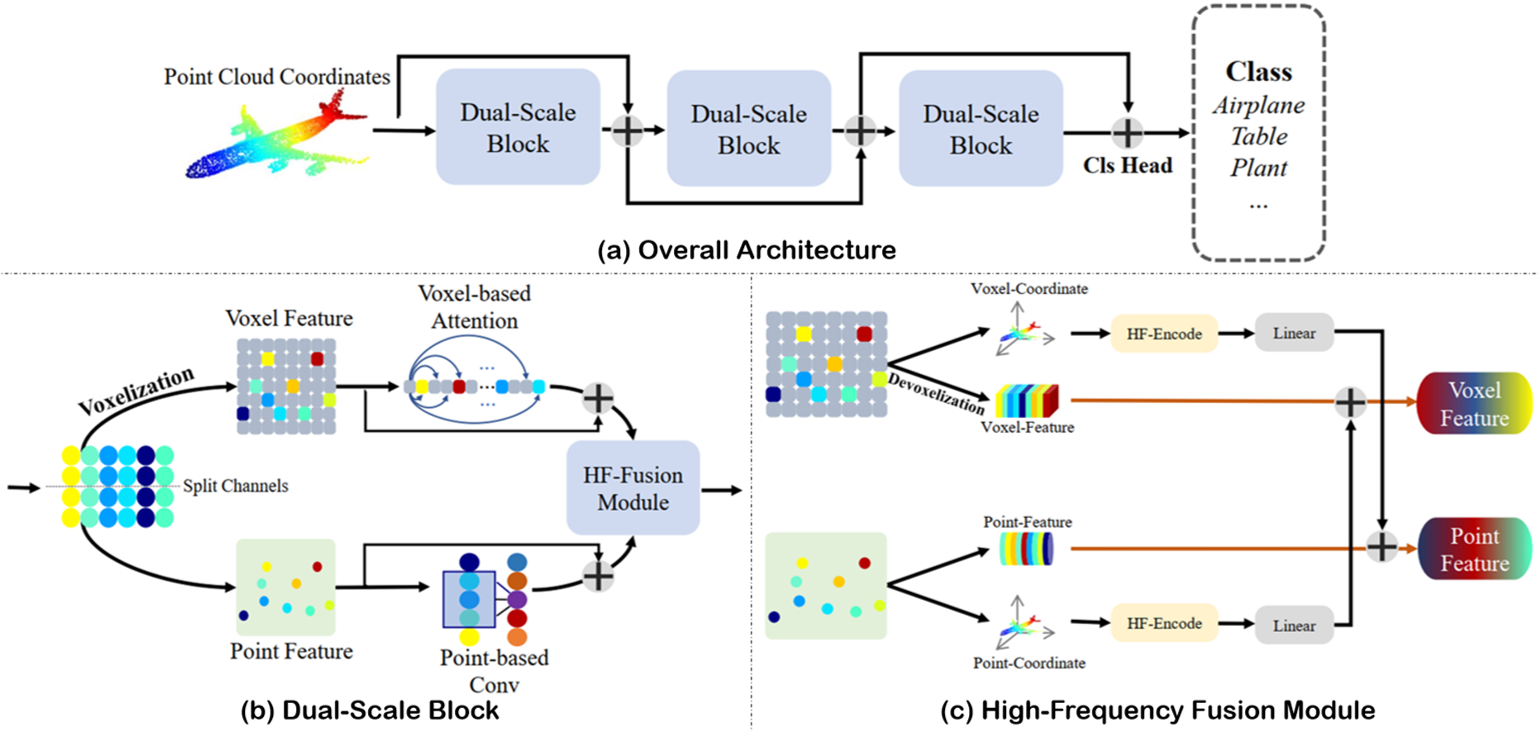 Point Cloud Coordinates
Dual-Scale
Block
Dual-Scale
Block
Dual-Scale
Block
Cls Head
Class
Airplane
Table
Plant
...
(a) Overall Architecture
Voxelization
Split Channels
Voxel Feature
Voxel-based
Attention
...
...
...
HF-Fusion
Module
Point Feature
Point-based
Conv
(b) Dual-Scale Block
Devoxelization
Voxel-Coordinate
HF-Encode
Linear
Voxel-Feature
Voxel
Feature
Point-Feature
Point
Feature
Point-Coordinate
HF-Encode
Linear
(c) High-Frequency Fusion Module